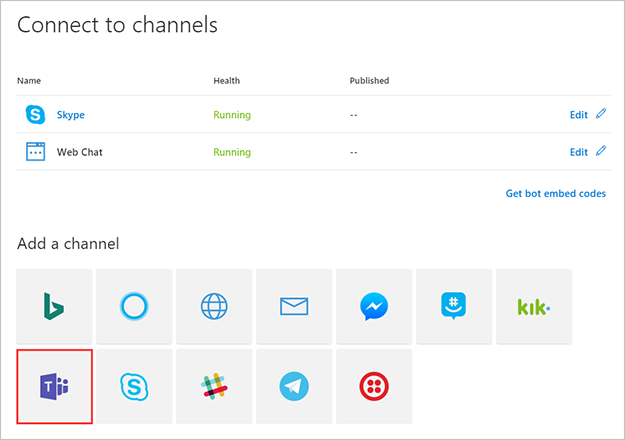 Connect to channels
Name Health Published
Skype Running -- Edit
Web Chat Running -- Edit
Get bot embed codes
Add a channel
kik.
T S